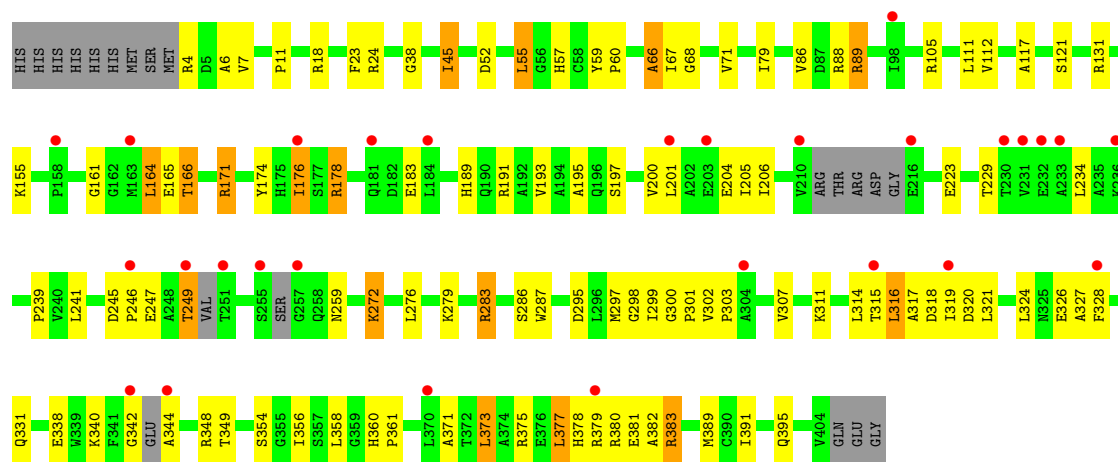 HIS HIS HIS HIS HIS HIS MET SER MET R4 D5 A6 V7 P11 R18 F23 R24 G38 I45 D52 L55 G56 H57 C58 Y59 P60 A66 I67 G68 V71 I79 V86 D87 R88 R89 I98 R105 L111 V112 A117 S121 R131
K155 P158 G161 G162 M163 L164 E165 T166 R171 Y174 H175 I176 S177 R178 Q181 D182 E183 L184 H189 Q190 R191 A192 V193 A194 A195 Q196 S197 V200 L201 A202 E203 E204 I205 I206 V210 ARG THR ARG ASP GLY E216 E223 T229 T230 V231 E232 A233 L234 A235 V236
P239 V240 L241 D245 P246 E247 A248 T249 VAL T251 S255 SER G257 Q258 N259 K272 L276 K279 R283 S286 W287 D295 L296 M297 G298 I299 G300 P301 V302 P303 A304 V307 K311 L314 T315 L316 A317 D318 I319 D320 L321 L324 N325 E326 A327 F328
Q331 E338 W339 K340 F341 G342 GLU A344 R348 T349 S354 G355 I356 S357 L358 G359 H360 P361 L370 A371 T372 L373 A374 R375 E376 L377 H378 R379 R380 E381 A382 R383 M389 C390 I391 Q395 V404 GLN GLU GLY